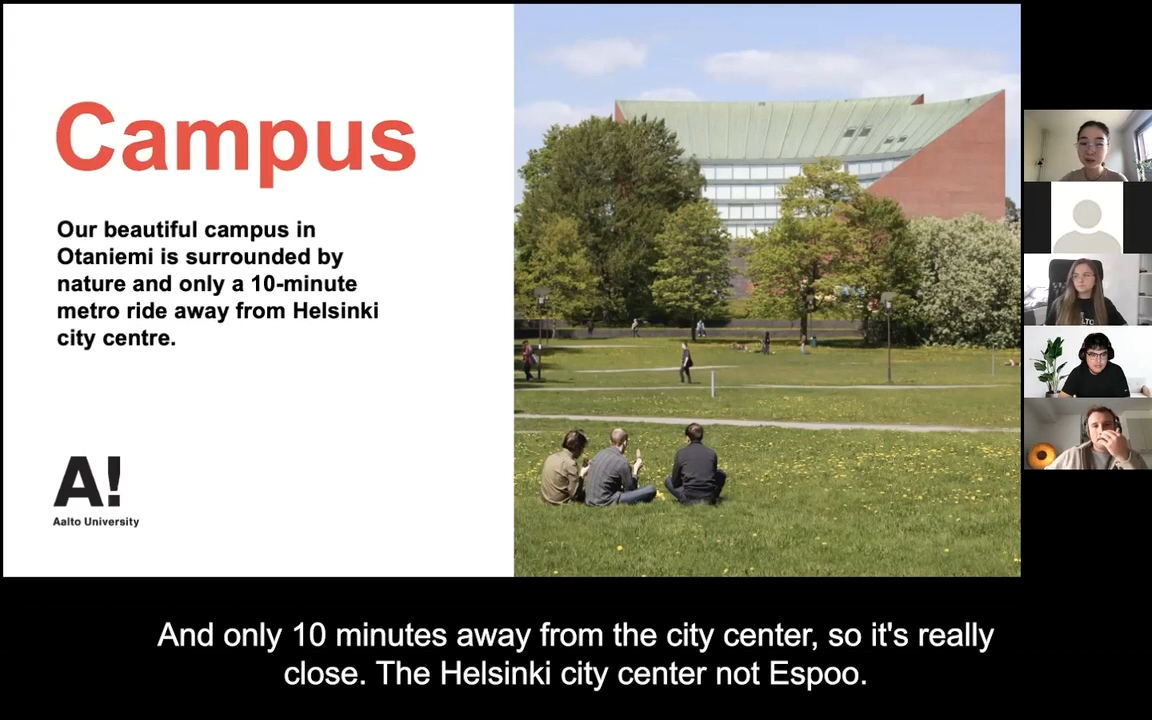 Campus
Our beautiful campus in
Otaniemi is surrounded by
nature and only a 10-minute
metro ride away from Helsinki
city centre.
A!
Aalto University
And only 10 minutes away from the city center, so it's really
close. The Helsinki city center not Espoo.